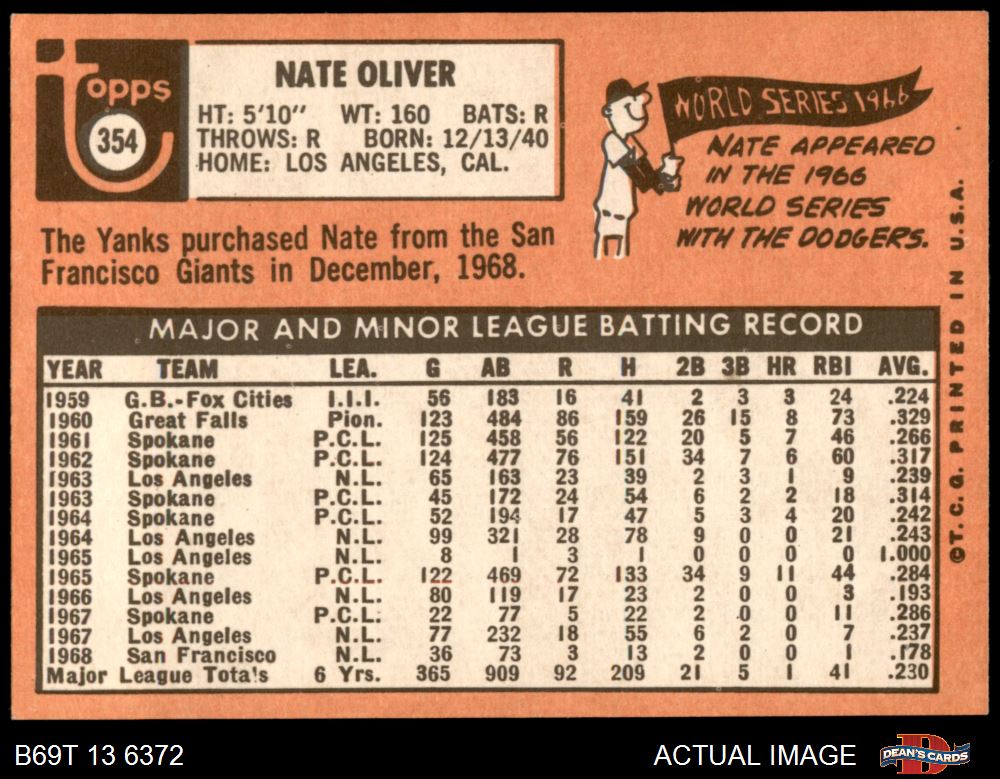 topps
354
NATE OLIVER
HT: 5'10" WT: 160 BATS: R
THROWS: R BORN: 12/13/40
HOME: LOS ANGELES, CAL.
WORLD SERIES 1966
NATE APPEARED
IN THE 1966
WORLD SERIES
WITH THE DODGERS.
The Yanks purchased Nate from the San
Francisco Giants in December, 1968.
MAJOR AND MINOR LEAGUE BATTING RECORD
YEAR TEAM LEA. G AB R H 2B 3B HR RBI AVG.
1959 G.B.-Fox Cities I.I.I. 56 183 16 41 2 3 3 24 .224
1960 Great Falls Pion. 123 484 86 159 26 15 8 73 .329
1961 Spokane P.C.L. 125 458 56 122 20 5 7 46 .266
1962 Spokane P.C.L. 124 477 76 151 34 7 6 60 .317
1963 Los Angeles N.L. 65 163 23 39 2 3 1 9 .239
1963 Spokane P.C.L. 45 172 24 54 6 2 2 18 .314
1964 Spokane P.C.L. 52 194 17 47 5 3 4 20 .242
1964 Los Angeles N.L. 99 321 28 78 9 0 0 21 .243
1965 Los Angeles N.L. 8 1 3 1 0 0 0 0 1.000
1965 Spokane P.C.L. 122 469 72 133 34 9 11 44 .284
1966 Los Angeles N.L. 80 119 17 23 2 0 0 3 .193
1967 Spokane P.C.L. 22 77 5 22 2 0 0 11 .286
1967 Los Angeles N.L. 77 232 18 55 6 2 0 7 .237
1968 San Francisco N.L. 36 73 3 13 2 0 0 1 .178
Major League Tota's 6 Yrs. 365 909 92 209 21 5 1 41 .230
©T.C.G. PRINTED IN U.S.A.
B69T 13 6372
ACTUAL IMAGE
DEAN'S CARDS